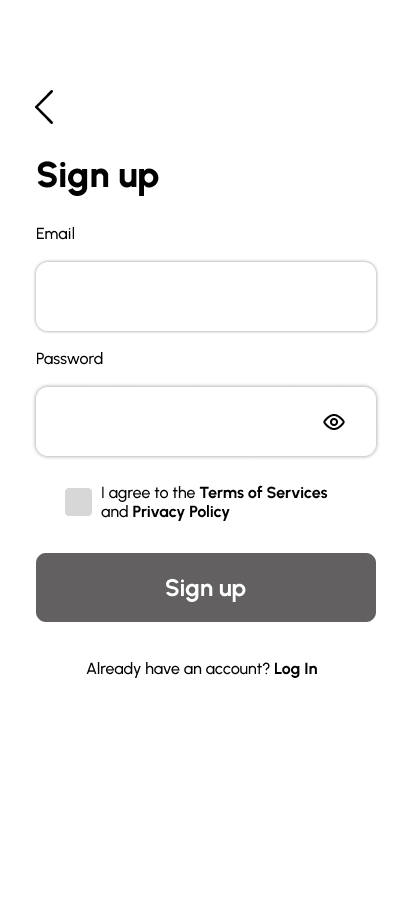 Sign up
Email
Password
I agree to the Terms of Services
and Privacy Policy
Sign up
Already have an account? Log In